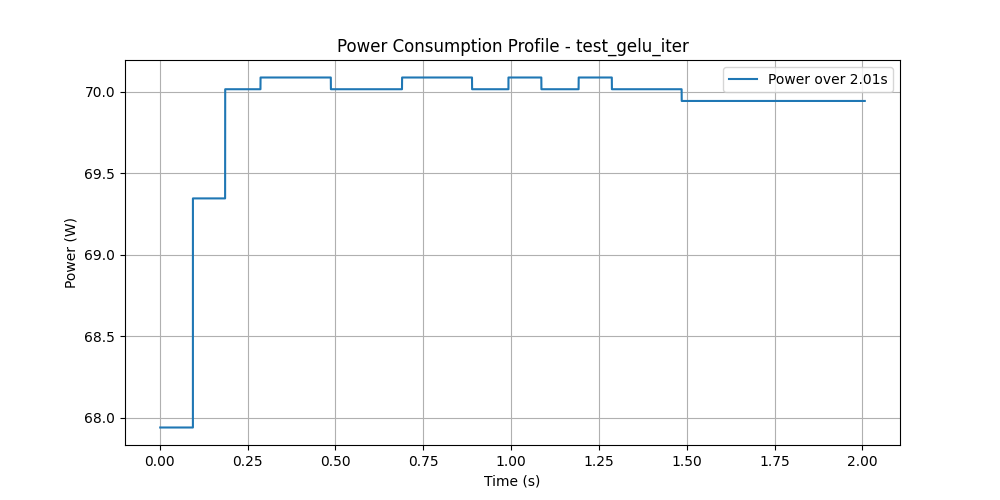 Power Consumption Profile - test_gelu_iter
Power over 2.01s
Power (W)
70.0
69.5
69.0
68.5
68.0
0.00 0.25 0.50 0.75 1.00 1.25 1.50 1.75 2.00
Time (s)